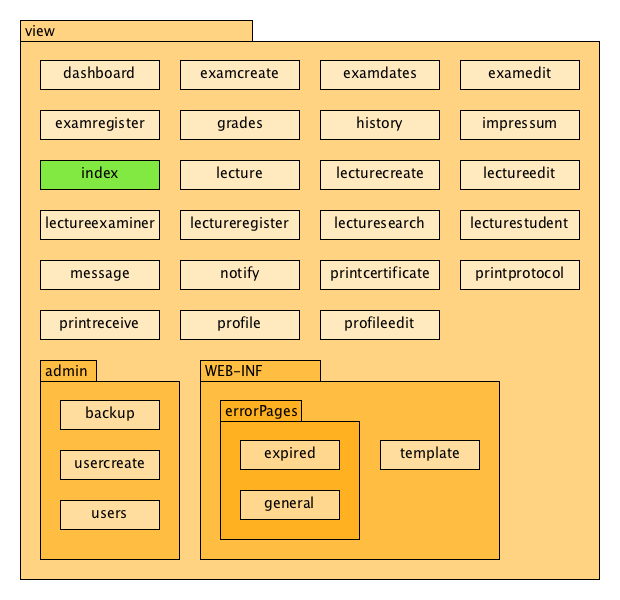 view
dashboard examcreate examdates examedit
examregister grades history impressum
index lecture lecturecreate lectureedit
lectureexaminer lectureregister lecturesearch lecturestudent
message notify printcertificate printprotocol
printreceive profile profileedit
admin
backup
usercreate
users
WEB-INF
errorPages
expired
general
template